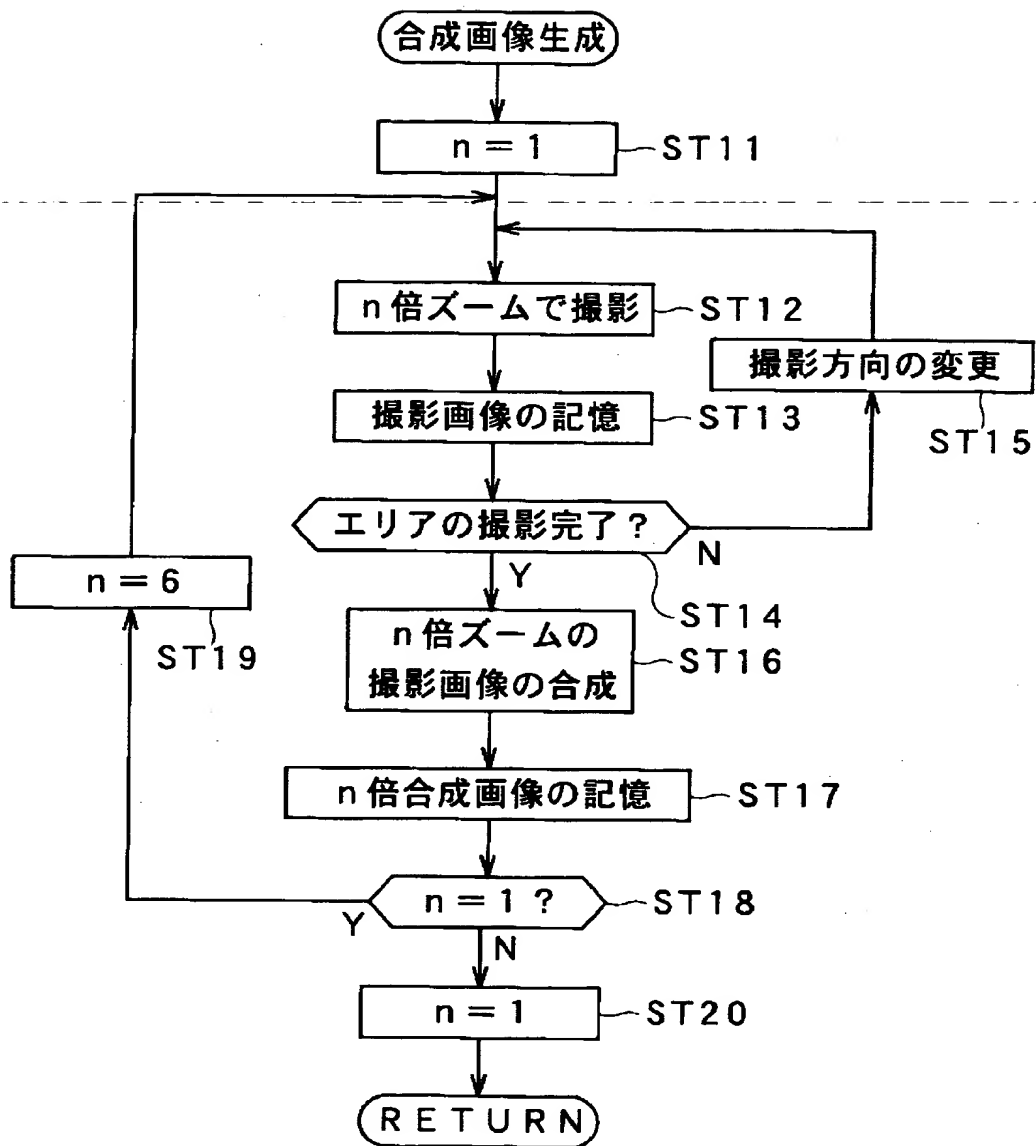 合成画像生成
n=1
ST11
n倍ズームで撮影
ST12
撮影方向の変更
ST15
撮影画像の記憶
ST13
エリアの撮影完了？
N
Y
ST14
n=6
ST19
n倍ズームの
撮影画像の合成
ST16
n倍合成画像の記憶
ST17
n=1?
ST18
Y
N
n=1
ST20
RETURN